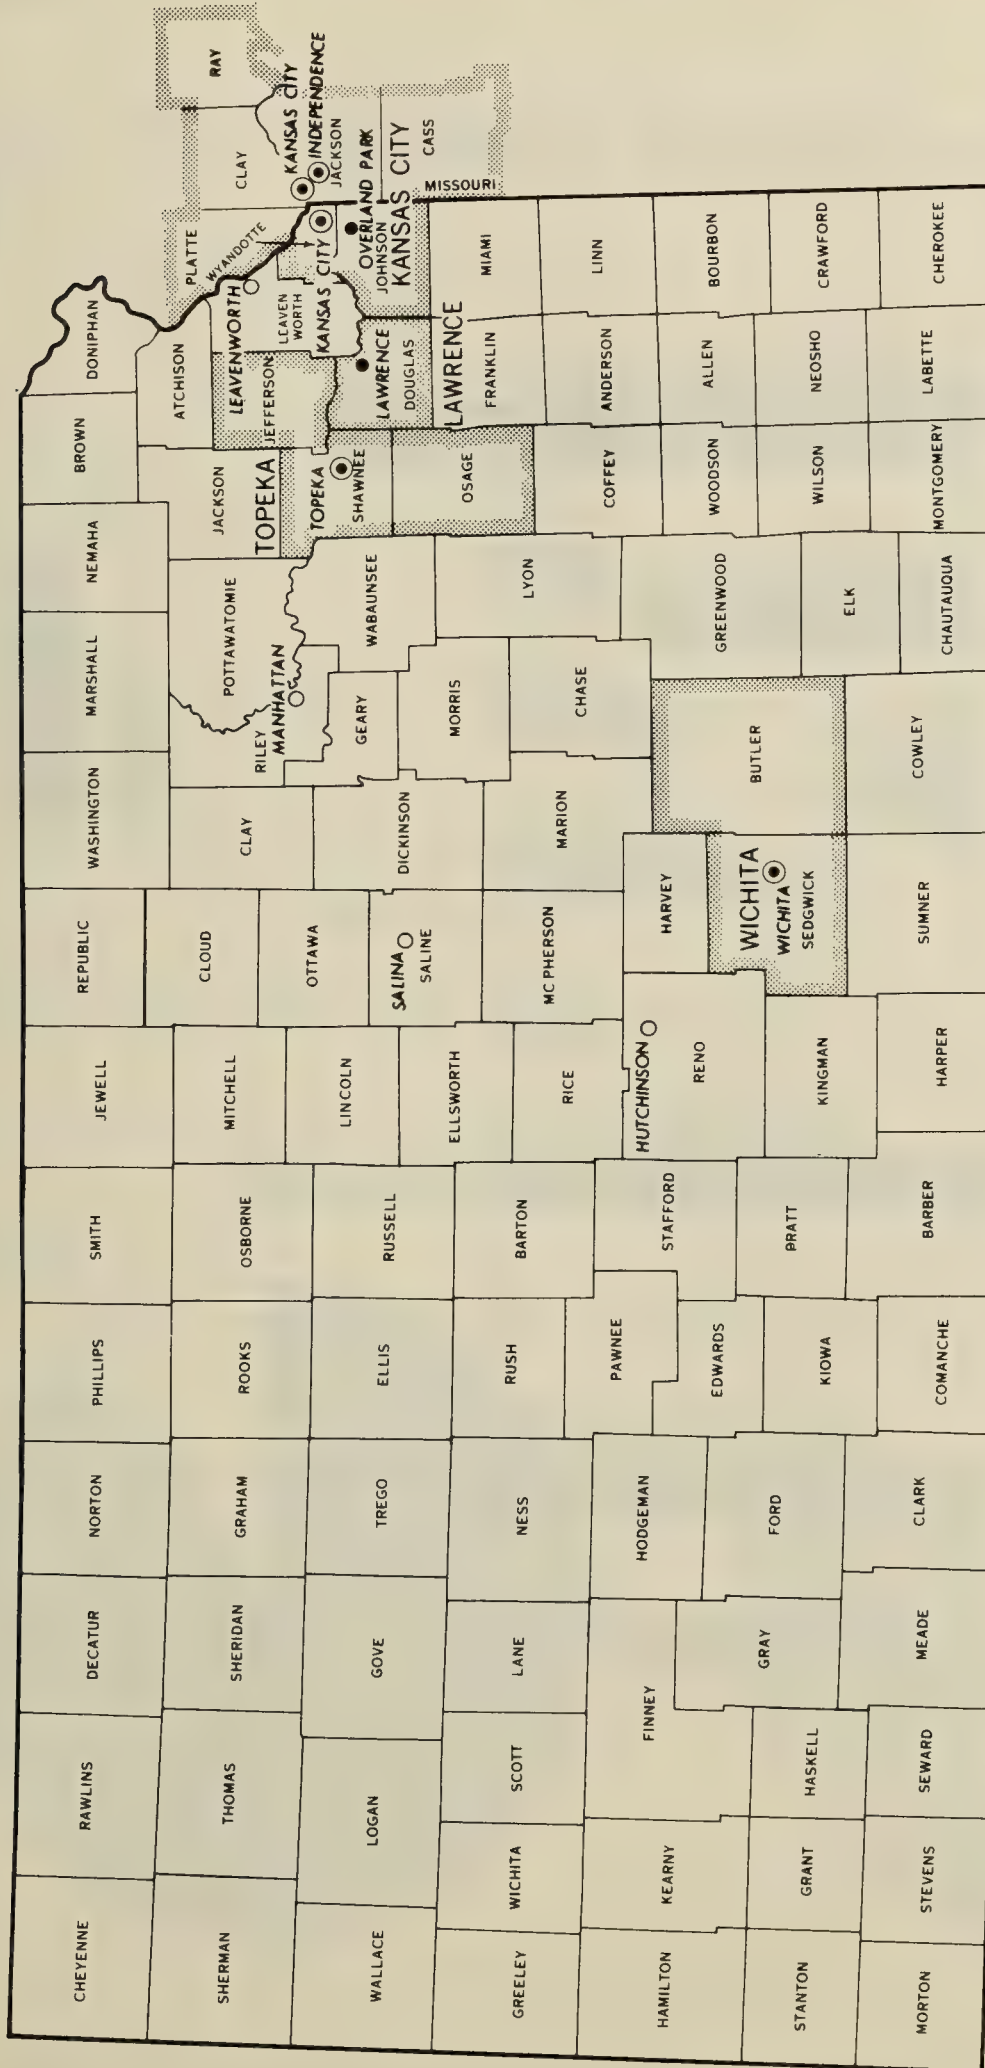 CHEYENNE
RAWLINS
DECATUR
NORTON
PHILLIPS
SMITH
JEWELL
REPUBLIC
WASHINGTON
MARSHALL
NEMAHA
BROWN
DONIPHAN
SHERMAN
THOMAS
SHERIDAN
GRAHAM
ROOKS
OSBORNE
MITCHELL
CLOUD
CLAY
RILEY
MANHATTAN
POTTAWATOMIE
JACKSON
ATCHISON
PLATTE
CLAY
RAY
WYANDOTTE
LEAVENWORTH
LEAVEN
WORTH
JEFFERSON
KANSAS CITY
INDEPENDENCE
JACKSON
KANSAS CITY
OVERLAND PARK
JOHNSON
KANSAS CITY
CASS
MISSOURI
TOPEKA
TOPEKA
SHAWNEE
LAWRENCE
DOUGLAS
LAWRENCE
WALLACE
LOGAN
GOVE
TREGO
ELLIS
RUSSELL
LINCOLN
OTTAWA
SALINA
SALINE
DICKINSON
GEARY
MORRIS
WABAUNSEE
OSAGE
FRANKLIN
MIAMI
GREELEY
WICHITA
SCOTT
LANE
NESS
RUSH
BARTON
ELLSWORTH
RICE
MC PHERSON
MARION
CHASE
LYON
COFFEY
ANDERSON
LINN
HAMILTON
KEARNY
FINNEY
HODGEMAN
PAWNEE
STAFFORD
HUTCHINSON
RENO
HARVEY
BUTLER
GREENWOOD
WOODSON
ALLEN
BOURBON
STANTON
GRANT
HASKELL
GRAY
FORD
EDWARDS
KIOWA
PRATT
KINGMAN
WICHITA
WICHITA
SEDGWICK
ELK
WILSON
NEOSHO
CRAWFORD
MORTON
STEVENS
SEWARD
MEADE
CLARK
COMANCHE
BARBER
HARPER
SUMNER
COWLEY
CHAUTAUQUA
MONTGOMERY
LABETTE
CHEROKEE